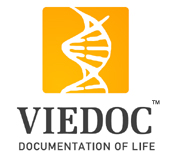 VIEDOC™
DOCUMENTATION OF LIFE